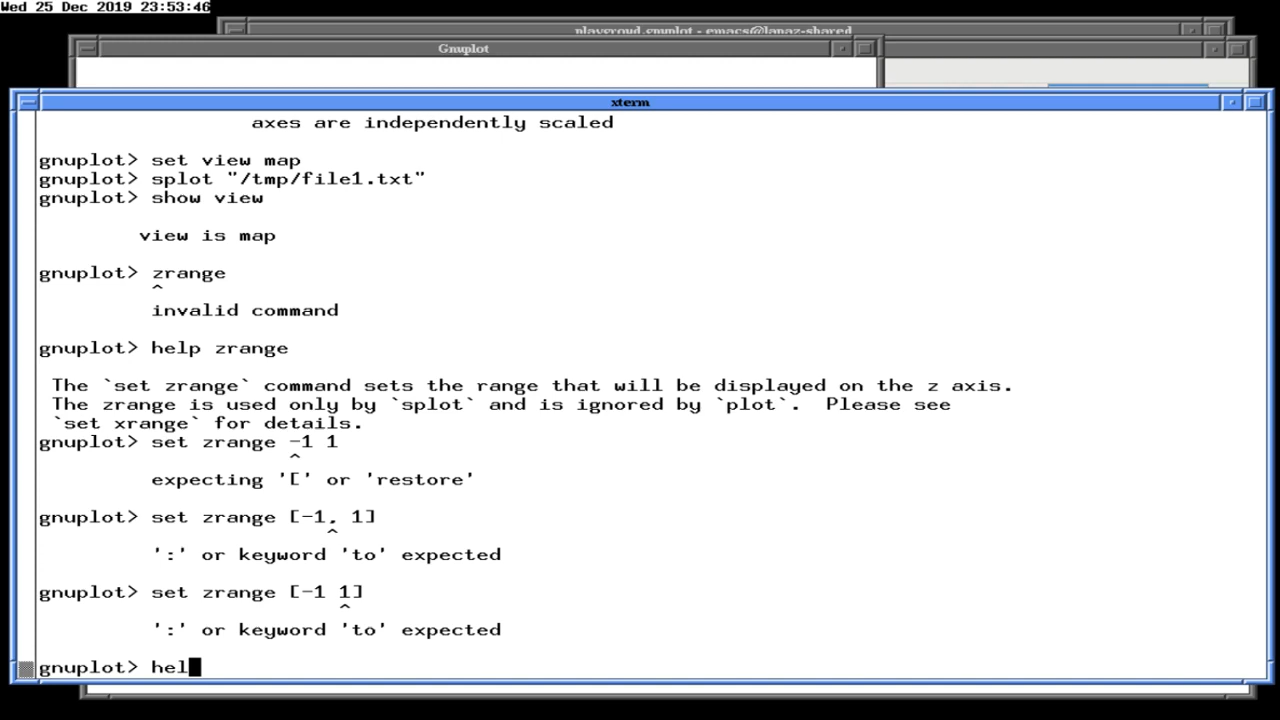 Wed 25 Dec 2019 23:53:46
playgroud.gnuplot - emacs@lapaz-shared
Gnuplot
xterm
axes are independently scaled
gnuplot> set view map
gnuplot> splot "/tmp/file1.txt"
gnuplot> show view
view is map
gnuplot> zrange
^
invalid command
gnuplot> help zrange
The `set zrange` command sets the range that will be displayed on the z axis.
The zrange is used only by `splot` and is ignored by `plot`.  Please see
`set xrange` for details.
gnuplot> set zrange -1 1
^
expecting '[' or 'restore'
gnuplot> set zrange [-1, 1]
^
':' or keyword 'to' expected
gnuplot> set zrange [-1 1]
^
':' or keyword 'to' expected
gnuplot> hel